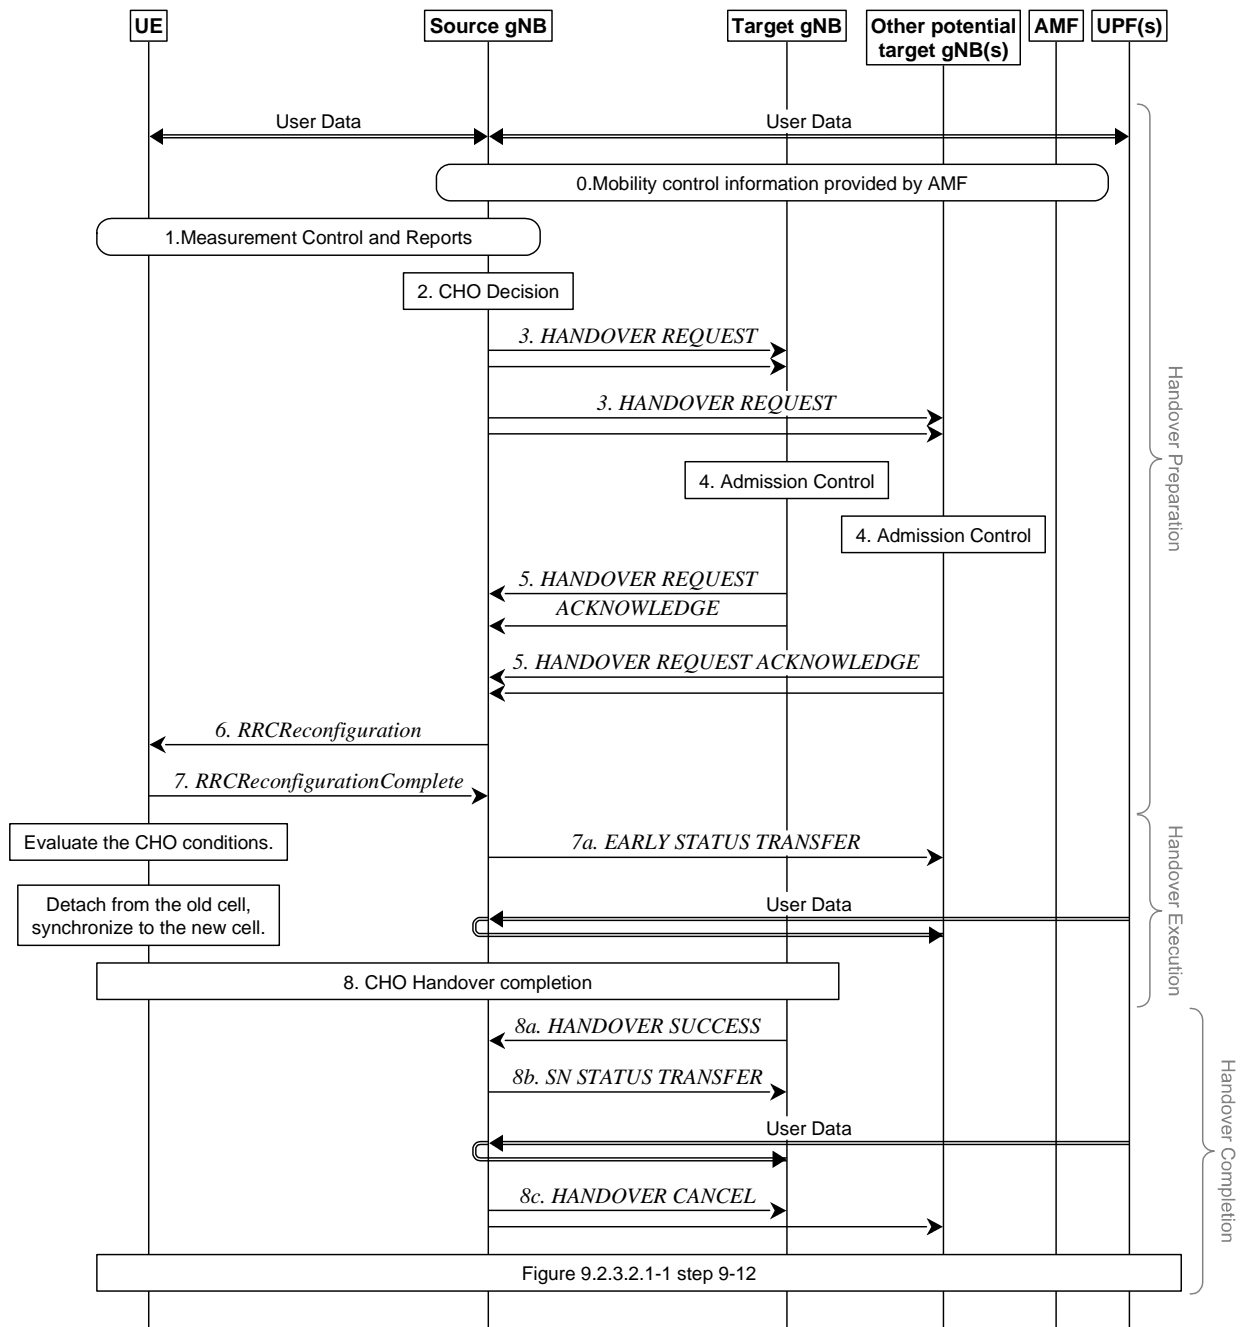 UE
Source gNB
Target gNB
Other potential
target gNB(s)
AMF
UPF(s)
User Data
User Data
0.Mobility control information provided by AMF
1.Measurement Control and Reports
2. CHO Decision
3. HANDOVER REQUEST
3. HANDOVER REQUEST
4. Admission Control
4. Admission Control
5. HANDOVER REQUEST
ACKNOWLEDGE
5. HANDOVER REQUEST ACKNOWLEDGE
6. RRCReconfiguration
7. RRCReconfigurationComplete
Handover Preparation
Evaluate the CHO conditions.
7a. EARLY STATUS TRANSFER
Detach from the old cell,
synchronize to the new cell.
User Data
8. CHO Handover completion
Handover Execution
8a. HANDOVER SUCCESS
8b. SN STATUS TRANSFER
User Data
8c. HANDOVER CANCEL
Handover Completion
Figure 9.2.3.2.1-1 step 9-12